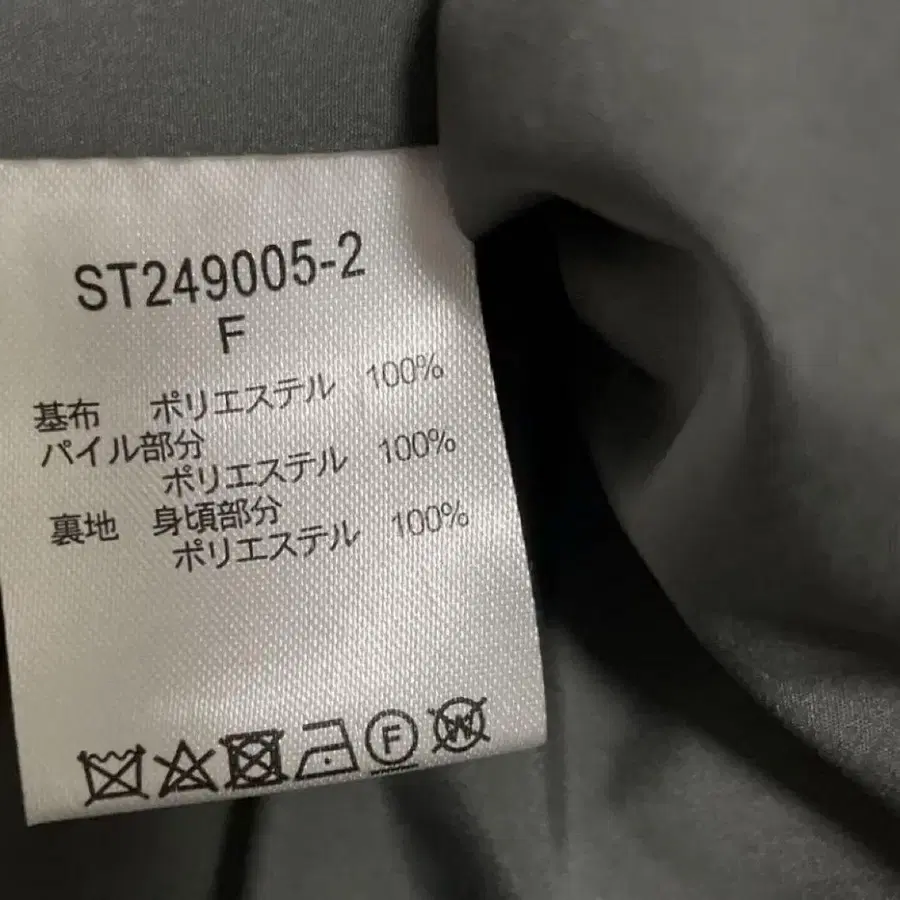 ST249005-2
F
基布 ポリエステル 100%
パイル部分
ポリエステル 100%
裏地 身頃部分
ポリエステル 100%
F W